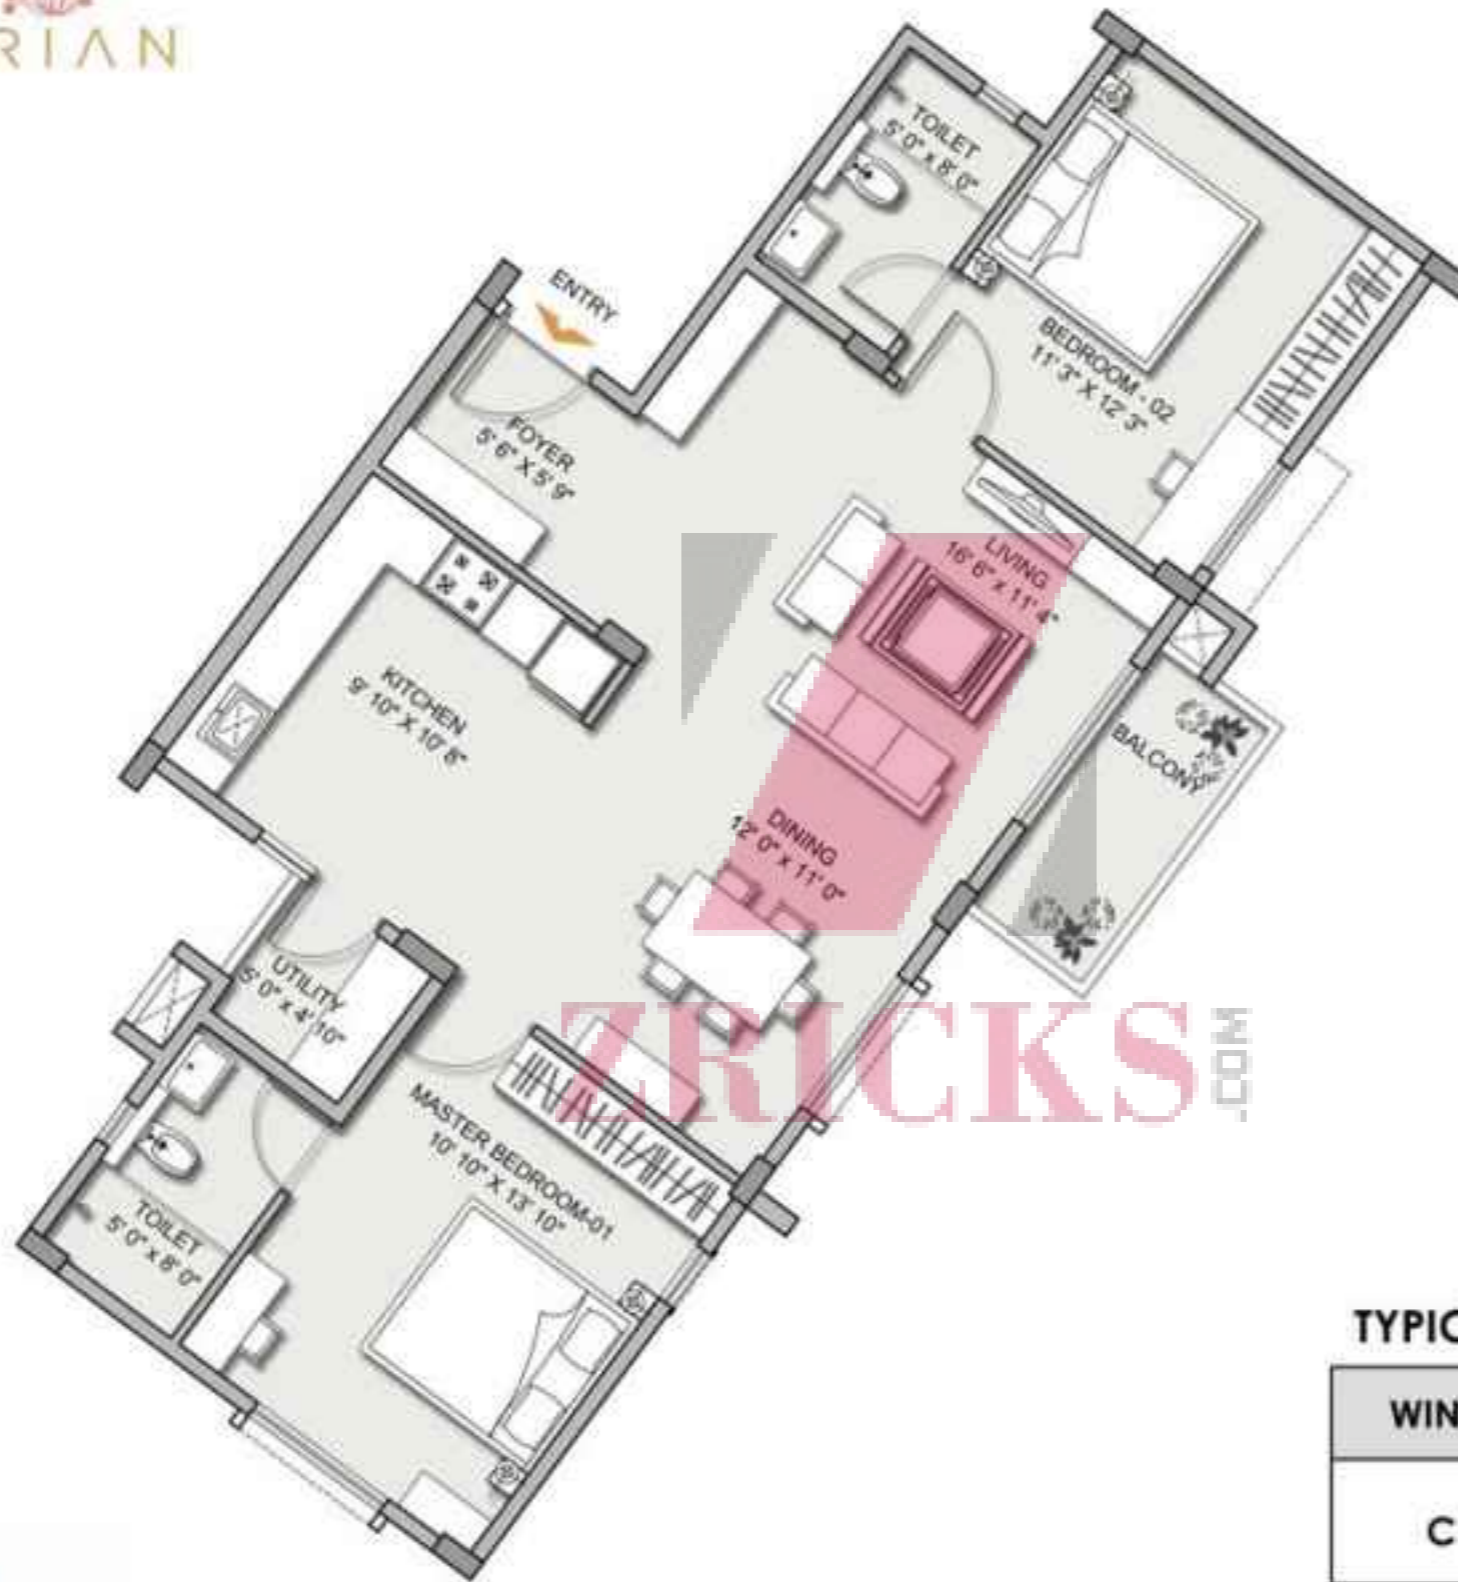 RIAN
TOILET
5' 0" x 8' 0"
ENTRY
BEDROOM - 02
11' 3" X 12' 3"
FOYER
5' 6" X 5' 9"
LIVING
16' 6" x 11' 4"
KITCHEN
9' 10" X 10' 8"
BALCONY
DINING
12' 0" x 11' 0"
UTILITY
5' 0" x 4' 10"
ZRICKS
.COM
MASTER BEDROOM-01
10' 10" X 13' 10"
TOILET
5' 0" x 8' 0"
TYPIC
WIN
C